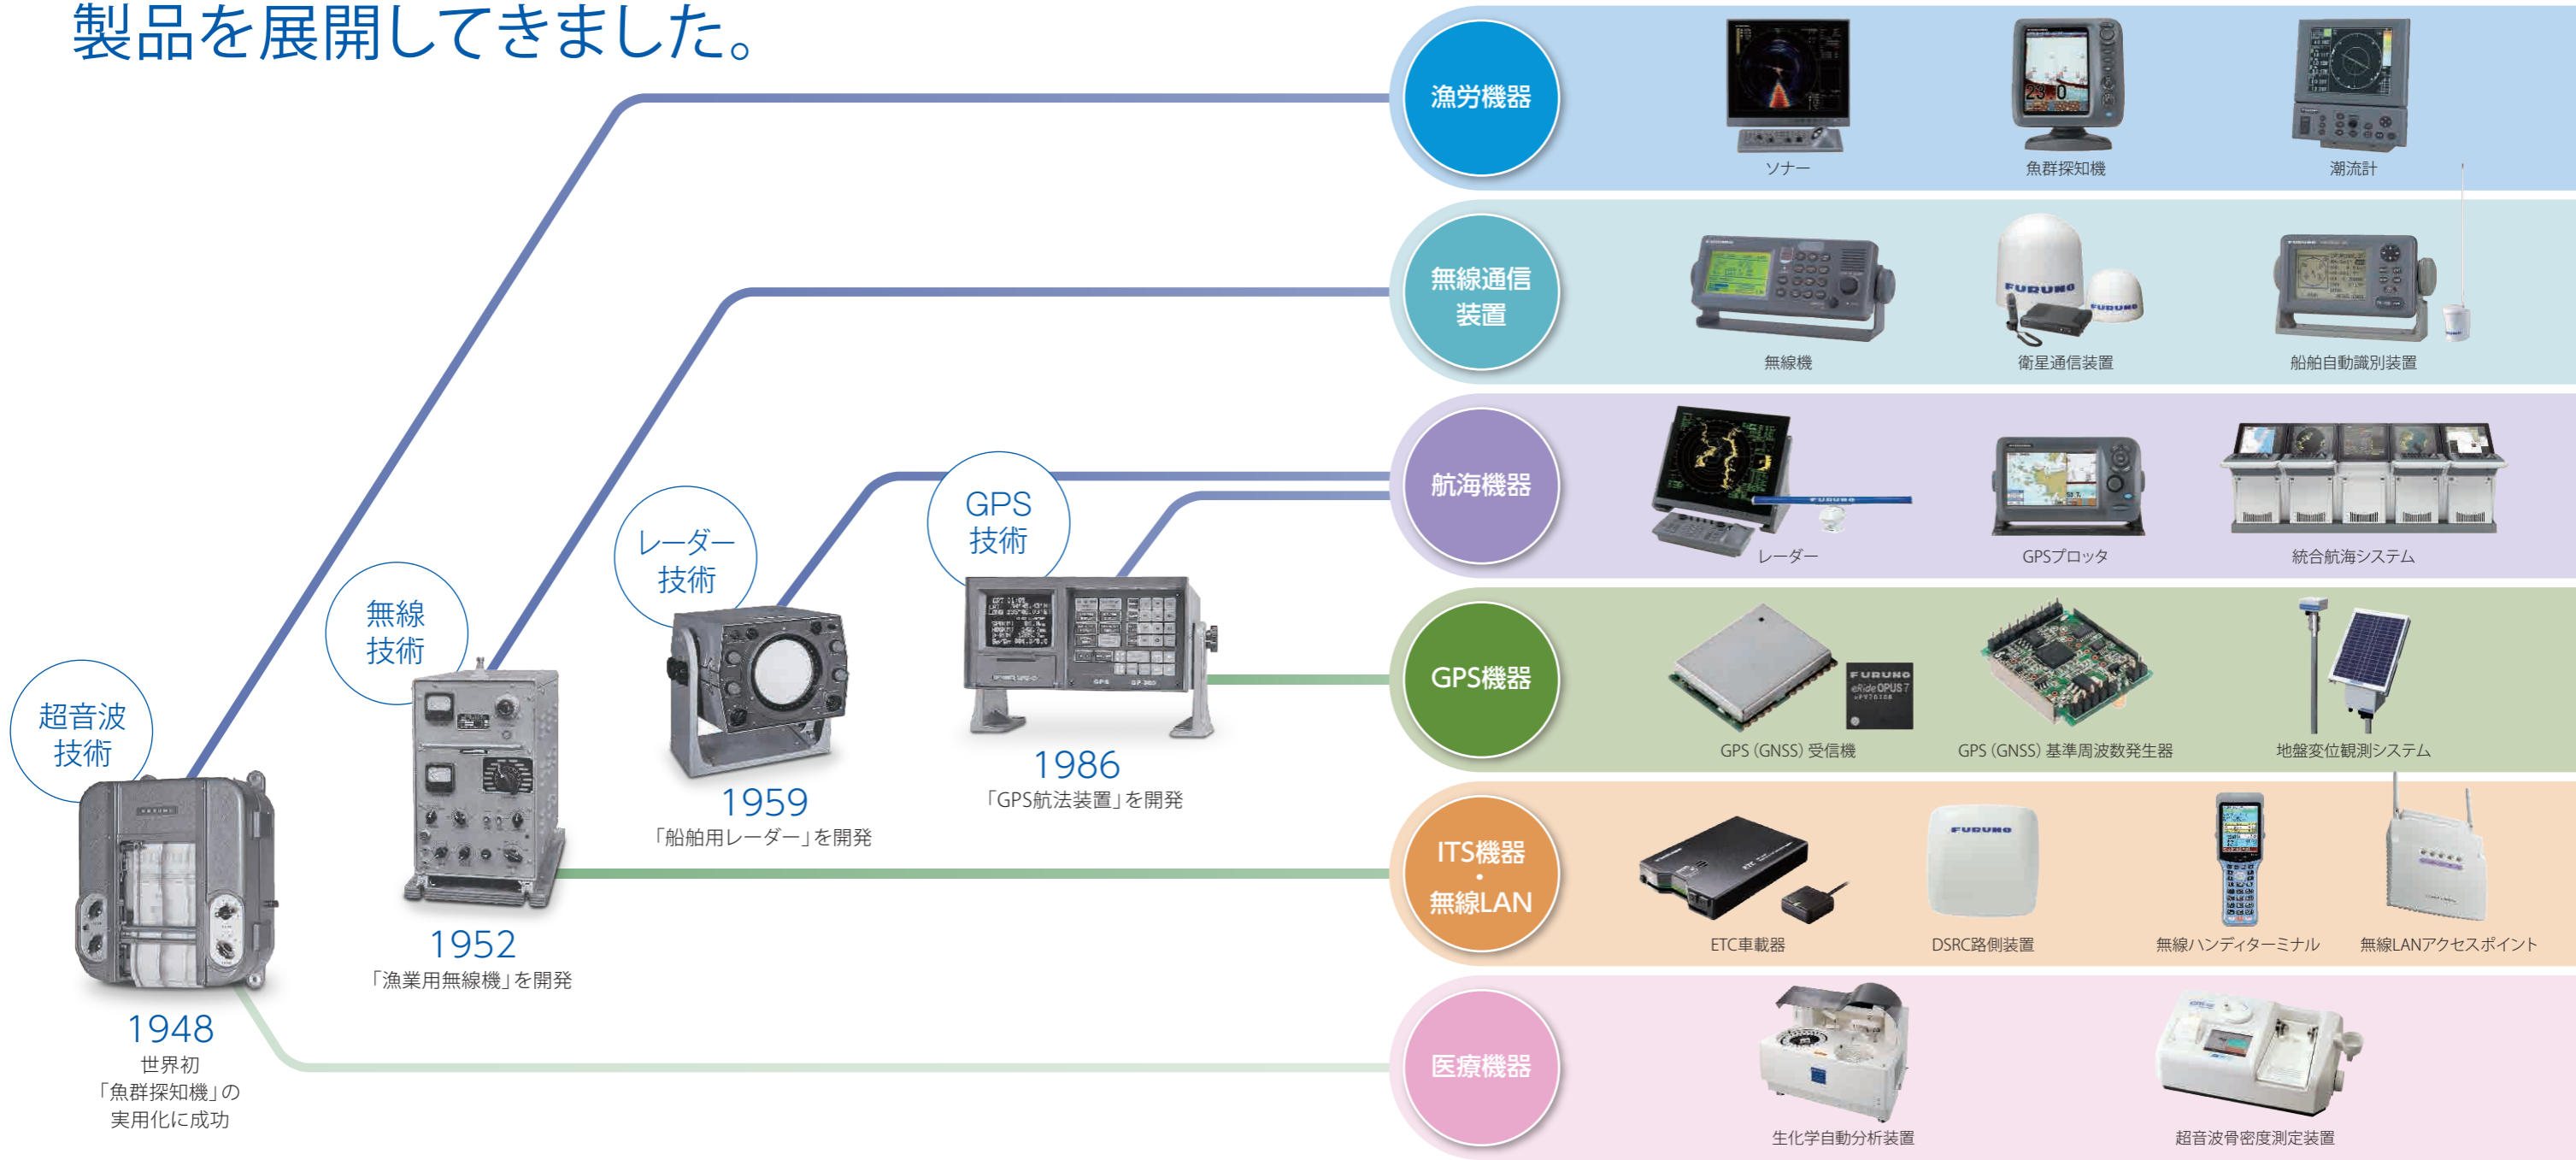 製品を展開してきました。
超音波
技術
1948
世界初
「魚群探知機」の
実用化に成功
無線
技術
1952
「漁業用無線機」を開発
レーダー
技術
1959
「船舶用レーダー」を開発
GPS
技術
1986
「GPS航法装置」を開発
漁労機器
ソナー
魚群探知機
潮流計
無線通信
装置
FURUNO
FURUNO
FURUNO
無線機
衛星通信装置
船舶自動識別装置
航海機器
FURUNO
レーダー
GPSプロッタ
統合航海システム
GPS機器
FURUNO
eRideOPUS 7
GPS（GNSS）受信機
GPS（GNSS）基準周波数発生器
地盤変位観測システム
ITS機器
・
無線LAN
FURUNO
ETC車載器
DSRC路側装置
無線ハンディターミナル
無線LANアクセスポイント
医療機器
生化学自動分析装置
超音波骨密度測定装置